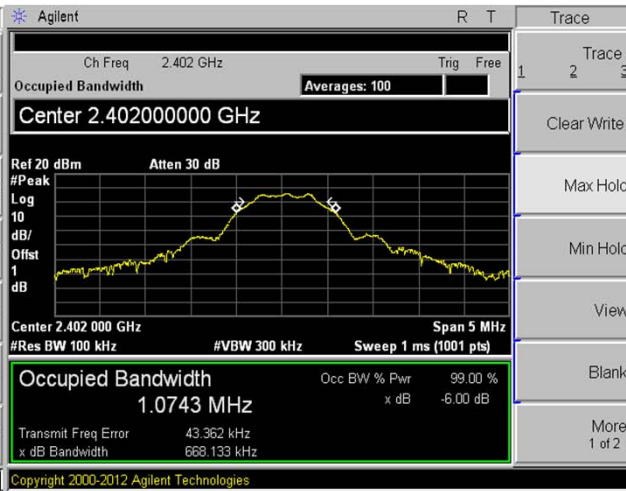 Agilent R T Trace
Ch Freq 2.402 GHz Trig Free
Occupied Bandwidth Averages: 100
Trace
1 2 3
Center 2.402000000 GHz
Clear Write
Ref 20 dBm Atten 30 dB
#Peak
Log
10
dB/
Offst
1
dB
Max Hold
Min Hold
View
Center 2.402 000 GHz Span 5 MHz
#Res BW 100 kHz #VBW 300 kHz Sweep 1 ms (1001 pts)
Occupied Bandwidth Occ BW % Pwr 99.00 %
1.0743 MHz x dB -6.00 dB
Blank
Transmit Freq Error 43.362 kHz
x dB Bandwidth 668.133 kHz
More
1 of 2
Copyright 2000-2012 Agilent Technologies